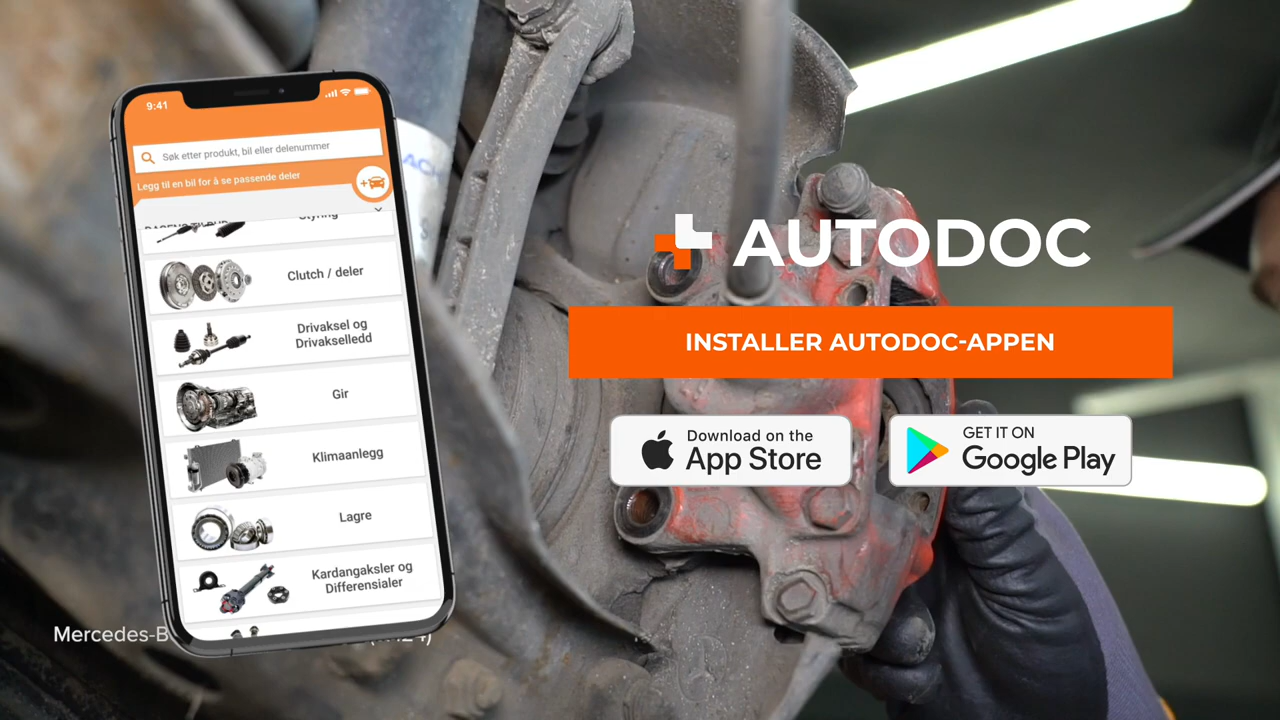 9:41
Søk etter produkt, bil eller delenummer
Legg til en bil for å se passende deler
Styring
Clutch / deler
Drivaksel og
Drivakselledd
Gir
Klimaanlegg
Lagre
Kardangaksler og
Differensialer
AUTODOC
INSTALLER AUTODOC-APPEN
Download on the
App Store
GET IT ON
Google Play
Mercedes-B